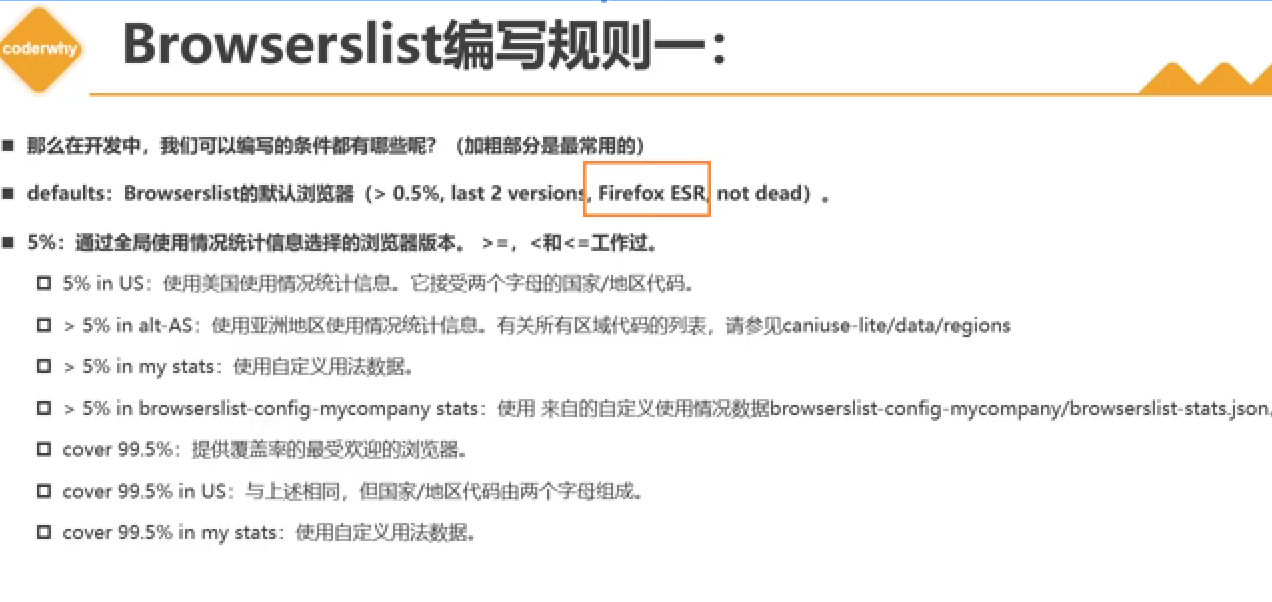 coderwhy
Browserslist编写规则一：
那么在开发中，我们可以编写的条件都有哪些呢？（加粗部分是最常用的）
defaults：Browserslist的默认浏览器（> 0.5%, last 2 versions, Firefox ESR, not dead）。
5%：通过全局使用情况统计信息选择的浏览器版本。 >=，<和<=工作过。
5% in US：使用美国使用情况统计信息。它接受两个字母的国家/地区代码。
> 5% in alt-AS：使用亚洲地区使用情况统计信息。有关所有区域代码的列表，请参见caniuse-lite/data/regions
> 5% in my stats：使用自定义用法数据。
> 5% in browserslist-config-mycompany stats：使用 来自的自定义使用情况数据browserslist-config-mycompany/browserslist-stats.json。
cover 99.5%：提供覆盖率的最受欢迎的浏览器。
cover 99.5% in US：与上述相同，但国家/地区代码由两个字母组成。
cover 99.5% in my stats：使用自定义用法数据。